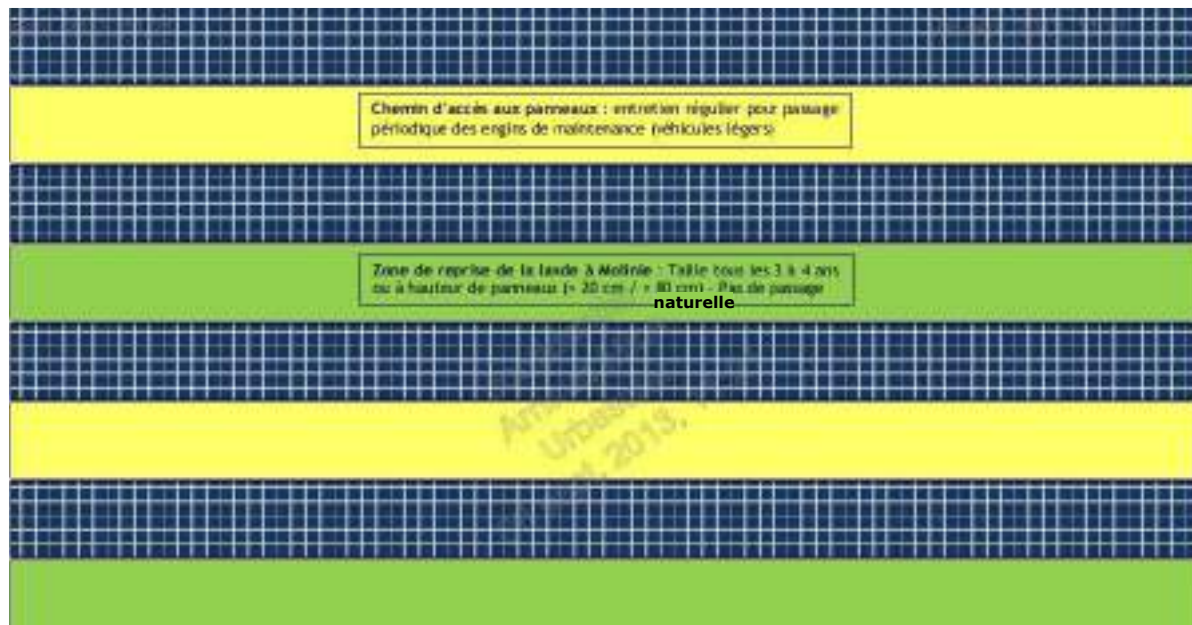 Chemin d'accès aux panneaux : entretien régulier pour passage
périodique des engins de maintenance (véhicules légers)
Zone de reprise de la lande à Molinie : Taille tous les 3 à 4 ans
ou à hauteur de panneaux (> 20 cm / < 80 cm) - Pas de passage
naturelle
Urbaso
2013,